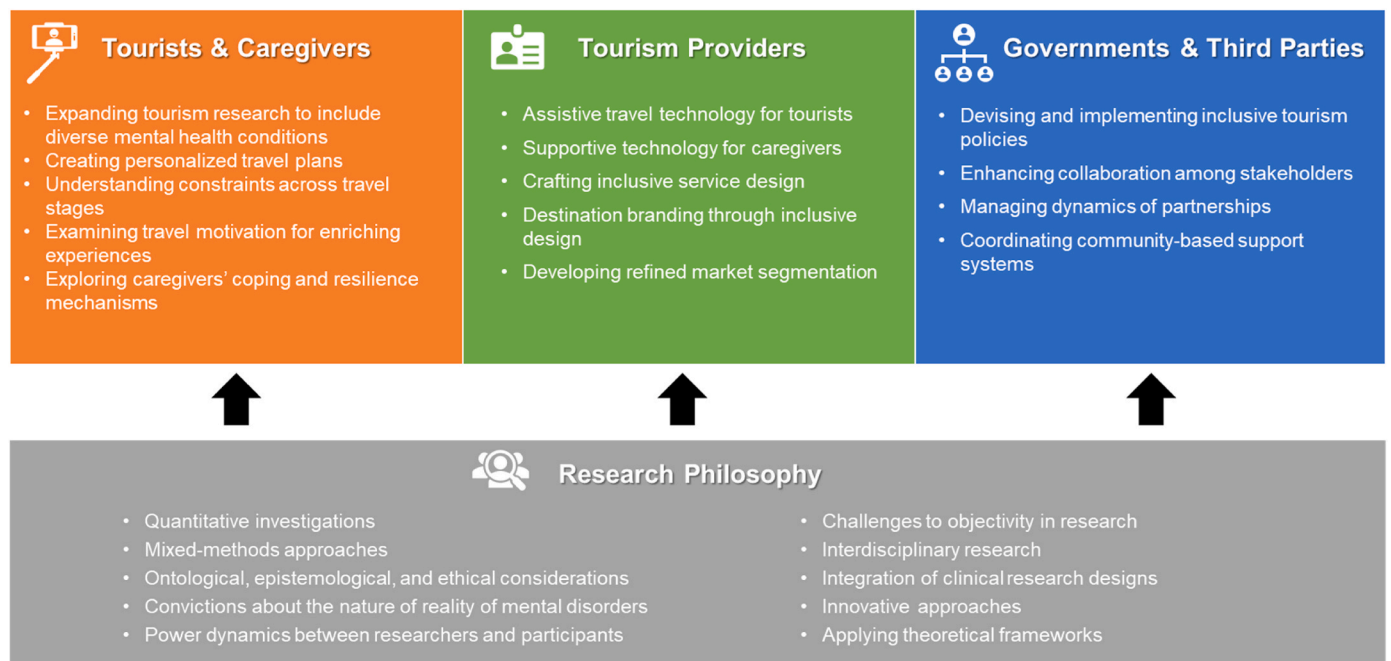 Tourists & Caregivers
• Expanding tourism research to include
diverse mental health conditions
• Creating personalized travel plans
• Understanding constraints across travel
stages
• Examining travel motivation for enriching
experiences
• Exploring caregivers’ coping and resilience
mechanisms
Tourism Providers
• Assistive travel technology for tourists
• Supportive technology for caregivers
• Crafting inclusive service design
• Destination branding through inclusive
design
• Developing refined market segmentation
Governments & Third Parties
• Devising and implementing inclusive tourism
policies
• Enhancing collaboration among stakeholders
• Managing dynamics of partnerships
• Coordinating community-based support
systems
Research Philosophy
• Quantitative investigations
• Mixed-methods approaches
• Ontological, epistemological, and ethical considerations
• Convictions about the nature of reality of mental disorders
• Power dynamics between researchers and participants
• Challenges to objectivity in research
• Interdisciplinary research
• Integration of clinical research designs
• Innovative approaches
• Applying theoretical frameworks